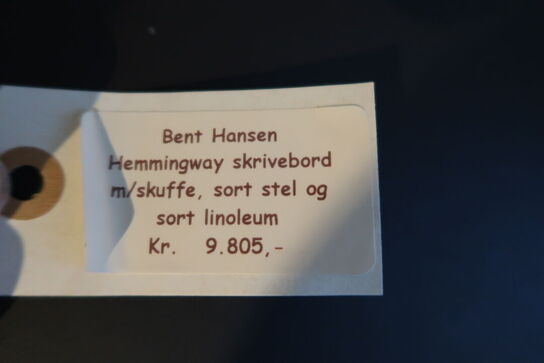 Bent Hansen
Hemmingway skrivebord
m/skuffe, sort stel og
sort linoleum
Kr. 9.805,-